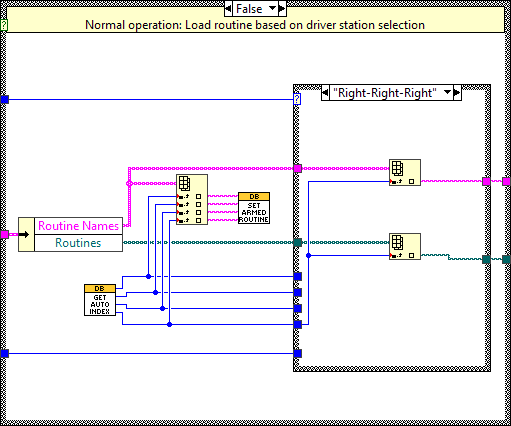 False
Normal operation: Load routine based on driver station selection
?
?
"Right-Right-Right"
Routine Names
Routines
DB
SET
ARMED
ROUTINE
DB
GET
AUTO
INDEX